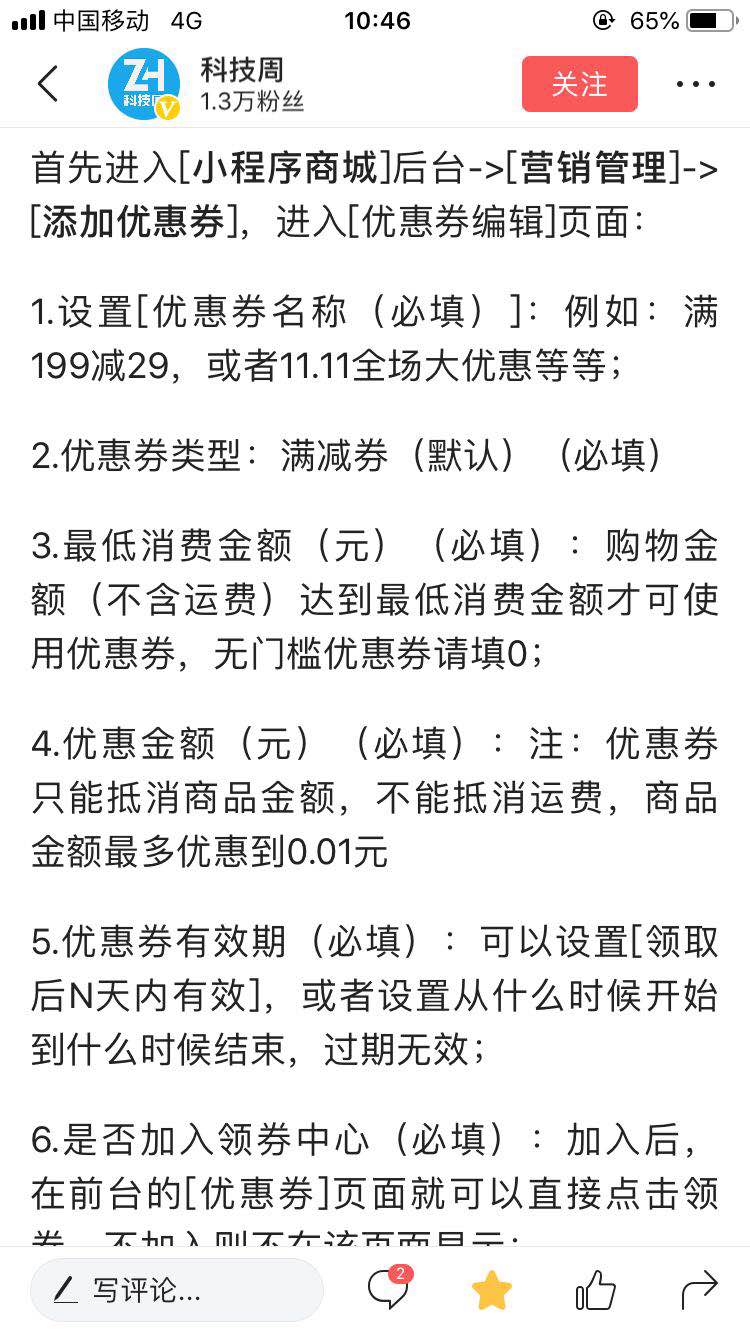 中国移动 4G 10:46 65%
ZH
科技周
V
科技周
1.3万粉丝
关注
首先进入[小程序商城]后台->[营销管理]->
[添加优惠券]，进入[优惠券编辑]页面：
1.设置[优惠券名称（必填）]：例如：满
199减29，或者11.11全场大优惠等等；
2.优惠券类型：满减券（默认）（必填）
3.最低消费金额（元）（必填）：购物金
额（不含运费）达到最低消费金额才可使
用优惠券，无门槛优惠券请填0；
4.优惠金额（元）（必填）：注：优惠券
只能抵消商品金额，不能抵消运费，商品
金额最多优惠到0.01元
5.优惠券有效期（必填）：可以设置[领取
后N天内有效]，或者设置从什么时候开始
到什么时候结束，过期无效；
6.是否加入领券中心（必填）：加入后，
在前台的[优惠券]页面就可以直接点击领
券，不加入则不在该页面显示；
写评论...
2